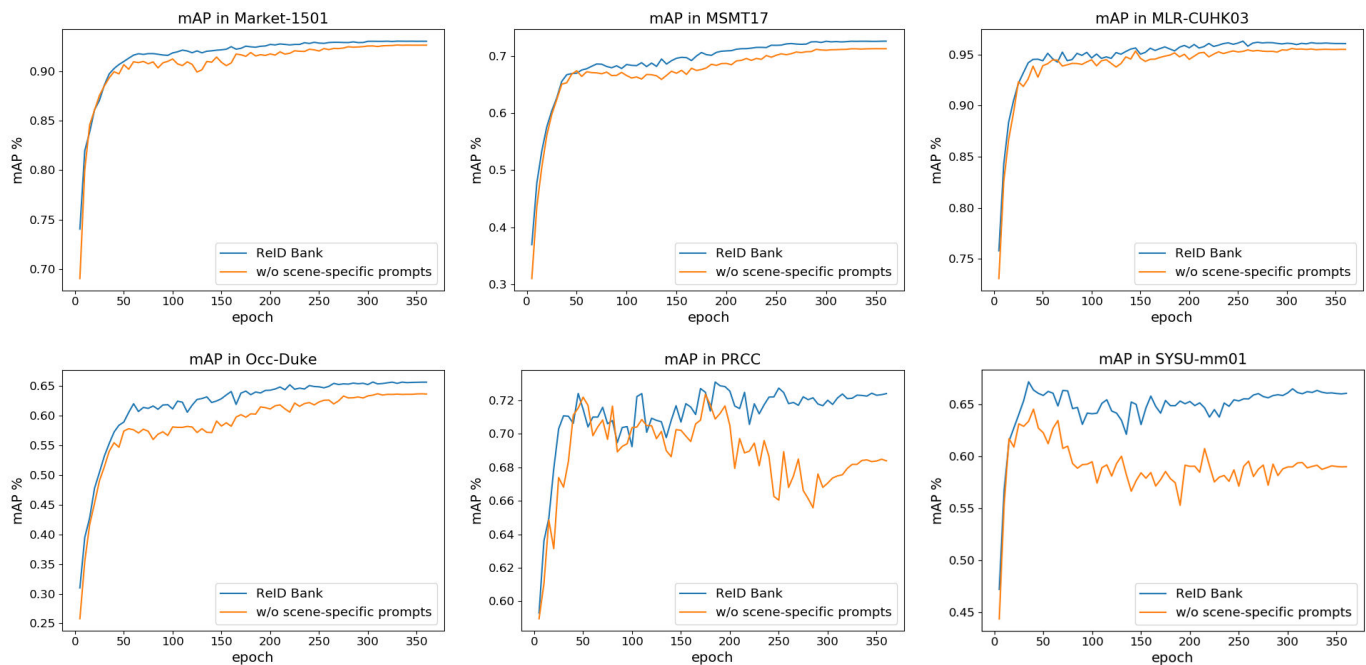 mAP in Market-1501
mAP %
0.90
0.85
0.80
0.75
0.70
0
50
100
150
200
250
300
350
epoch
ReID Bank
w/o scene-specific prompts
mAP in MSMT17
mAP %
0.7
0.6
0.5
0.4
0.3
0
50
100
150
200
250
300
350
epoch
ReID Bank
w/o scene-specific prompts
mAP in MLR-CUHK03
mAP %
0.95
0.90
0.85
0.80
0.75
0
50
100
150
200
250
300
350
epoch
ReID Bank
w/o scene-specific prompts
mAP in Occ-Duke
mAP %
0.65
0.60
0.55
0.50
0.45
0.40
0.35
0.30
0.25
0
50
100
150
200
250
300
350
epoch
ReID Bank
w/o scene-specific prompts
mAP in PRCC
mAP %
0.72
0.70
0.68
0.66
0.64
0.62
0.60
0
50
100
150
200
250
300
350
epoch
ReID Bank
w/o scene-specific prompts
mAP in SYSU-mm01
mAP %
0.65
0.60
0.55
0.50
0.45
0
50
100
150
200
250
300
350
epoch
ReID Bank
w/o scene-specific prompts